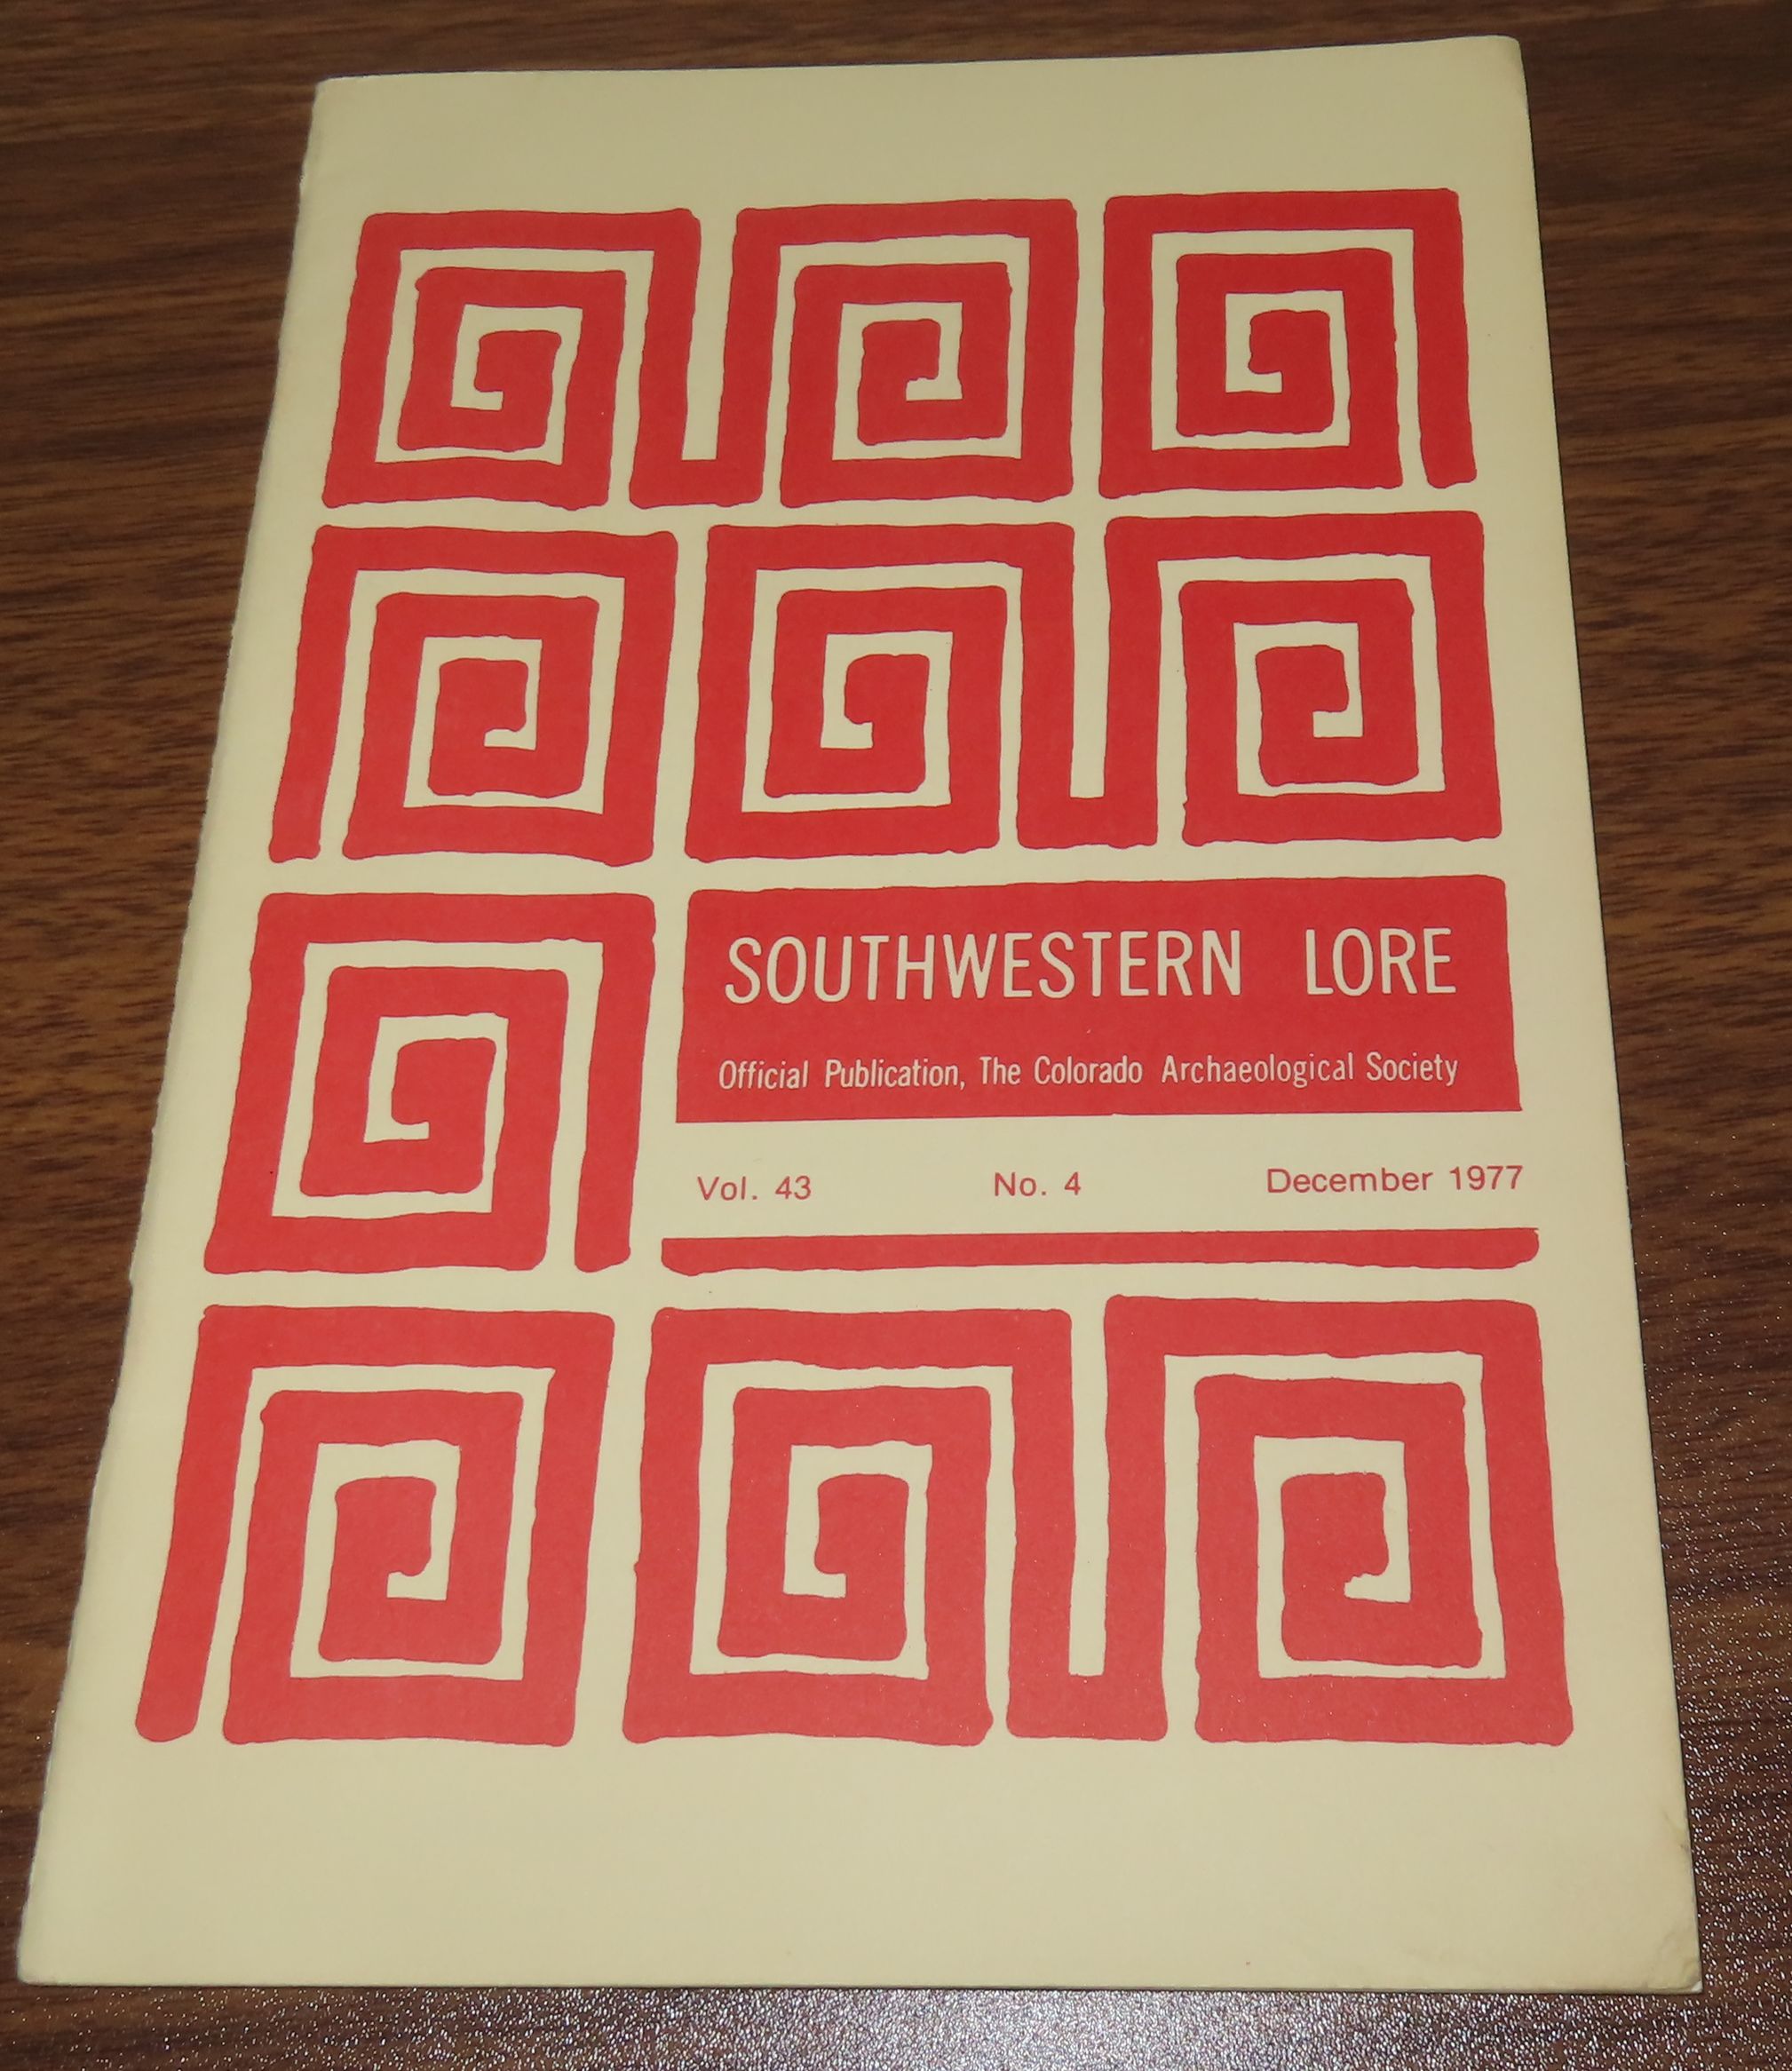 SOUTHWESTERN LORE
Official Publication, The Colorado Archaeological Society
Vol. 43 No. 4 December 1977